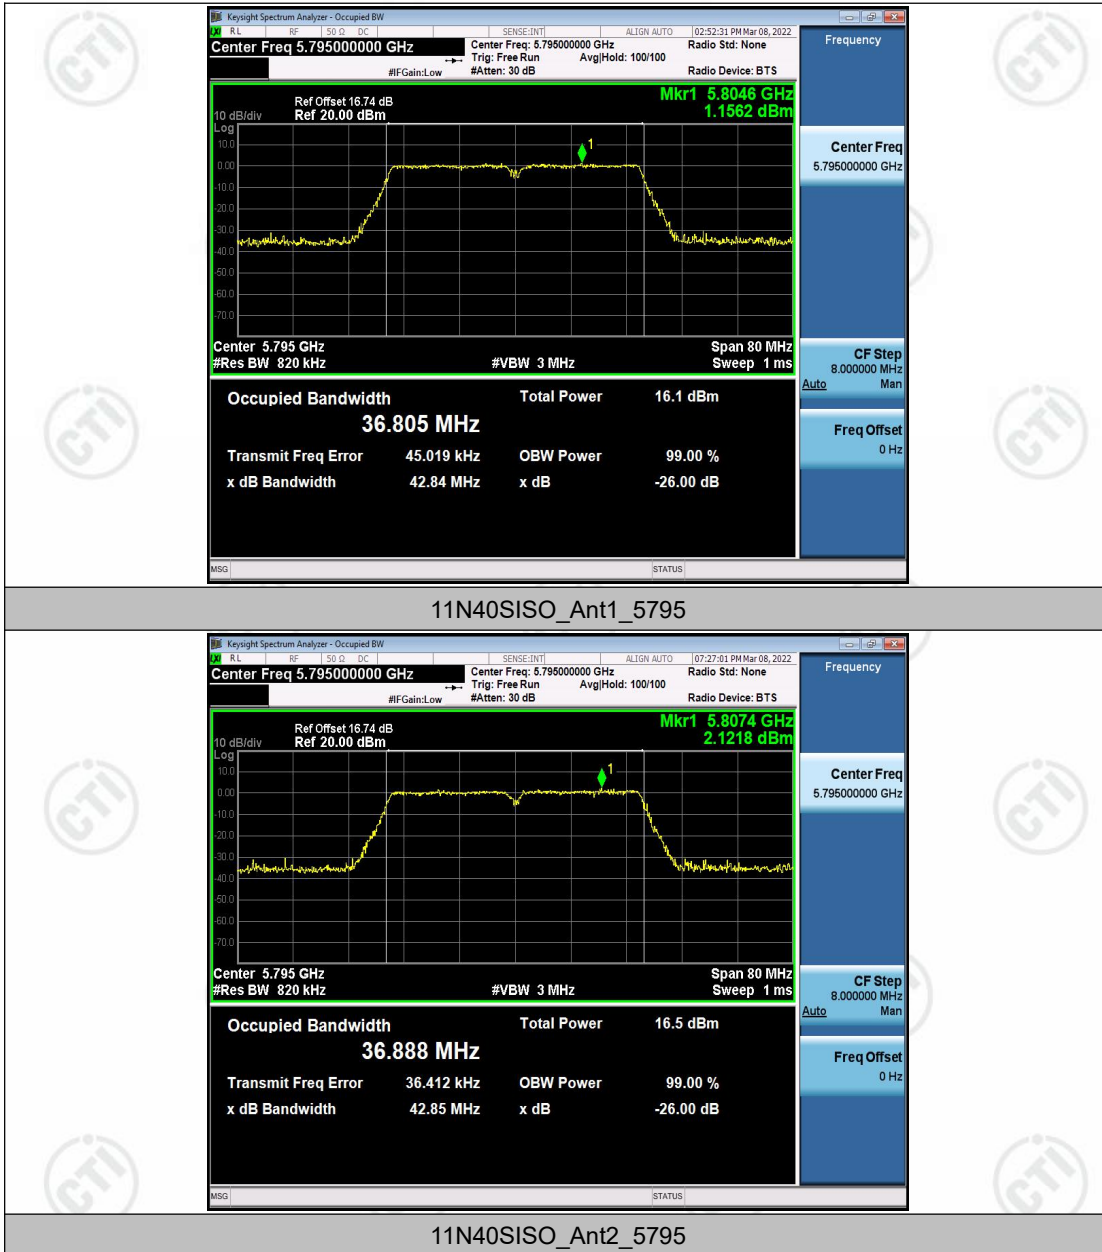 Keysight Spectrum Analyzer - Occupied BW
LXI RL RF 50 Ω DC SENSE:INT ALIGN AUTO 02:52:31 PM Mar 08, 2022
Center Freq 5.795000000 GHz
Center Freq: 5.795000000 GHz
Radio Std: None
Trig: Free Run Avg|Hold: 100/100
#IFGain:Low
#Atten: 30 dB
Radio Device: BTS
Frequency
Ref Offset 16.74 dB
Mkr1 5.8046 GHz
10 dB/div Ref 20.00 dBm
1.1562 dBm
Log
10.0
0.00
-10.0
-20.0
-30.0
-40.0
-50.0
-60.0
-70.0
1
Center 5.795 GHz
Span 80 MHz
#Res BW 820 kHz
#VBW 3 MHz
Sweep 1 ms
Center Freq
5.795000000 GHz
CF Step
8.000000 MHz
Auto Man
Freq Offset
0 Hz
Occupied Bandwidth
Total Power 16.1 dBm
36.805 MHz
Transmit Freq Error 45.019 kHz OBW Power 99.00 %
x dB Bandwidth 42.84 MHz x dB -26.00 dB
MSG STATUS
11N40SISO_Ant1_5795
Keysight Spectrum Analyzer - Occupied BW
LXI RL RF 50 Ω DC SENSE:INT ALIGN AUTO 07:27:01 PM Mar 08, 2022
Center Freq 5.795000000 GHz
Center Freq: 5.795000000 GHz
Radio Std: None
Trig: Free Run Avg|Hold: 100/100
#IFGain:Low
#Atten: 30 dB
Radio Device: BTS
Frequency
Ref Offset 16.74 dB
Mkr1 5.8074 GHz
10 dB/div Ref 20.00 dBm
2.1218 dBm
Log
10.0
0.00
-10.0
-20.0
-30.0
-40.0
-50.0
-60.0
-70.0
1
Center 5.795 GHz
Span 80 MHz
#Res BW 820 kHz
#VBW 3 MHz
Sweep 1 ms
Center Freq
5.795000000 GHz
CF Step
8.000000 MHz
Auto Man
Freq Offset
0 Hz
Occupied Bandwidth
Total Power 16.5 dBm
36.888 MHz
Transmit Freq Error 36.412 kHz OBW Power 99.00 %
x dB Bandwidth 42.85 MHz x dB -26.00 dB
MSG STATUS
11N40SISO_Ant2_5795
CTI
CTI
CTI
CTI
CTI
CTI
CTI
CTI